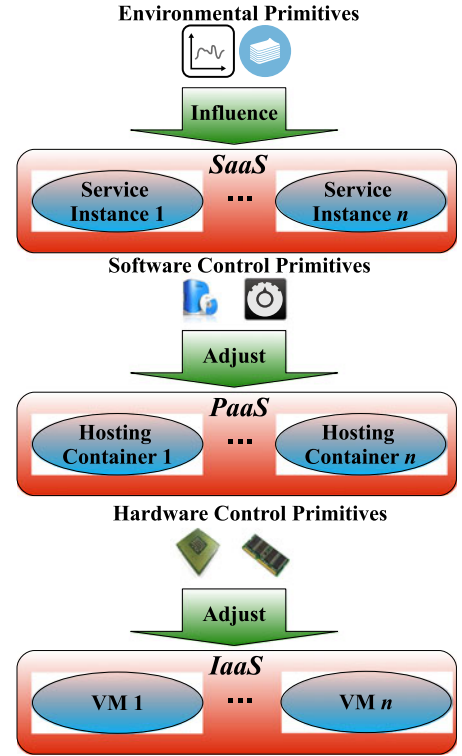 Environmental Primitives
Influence
SaaS
Service
Instance 1
...
Service
Instance n
Software Control Primitives
Adjust
PaaS
Hosting
Container 1
...
Hosting
Container n
Hardware Control Primitives
Adjust
IaaS
VM 1
...
VM n